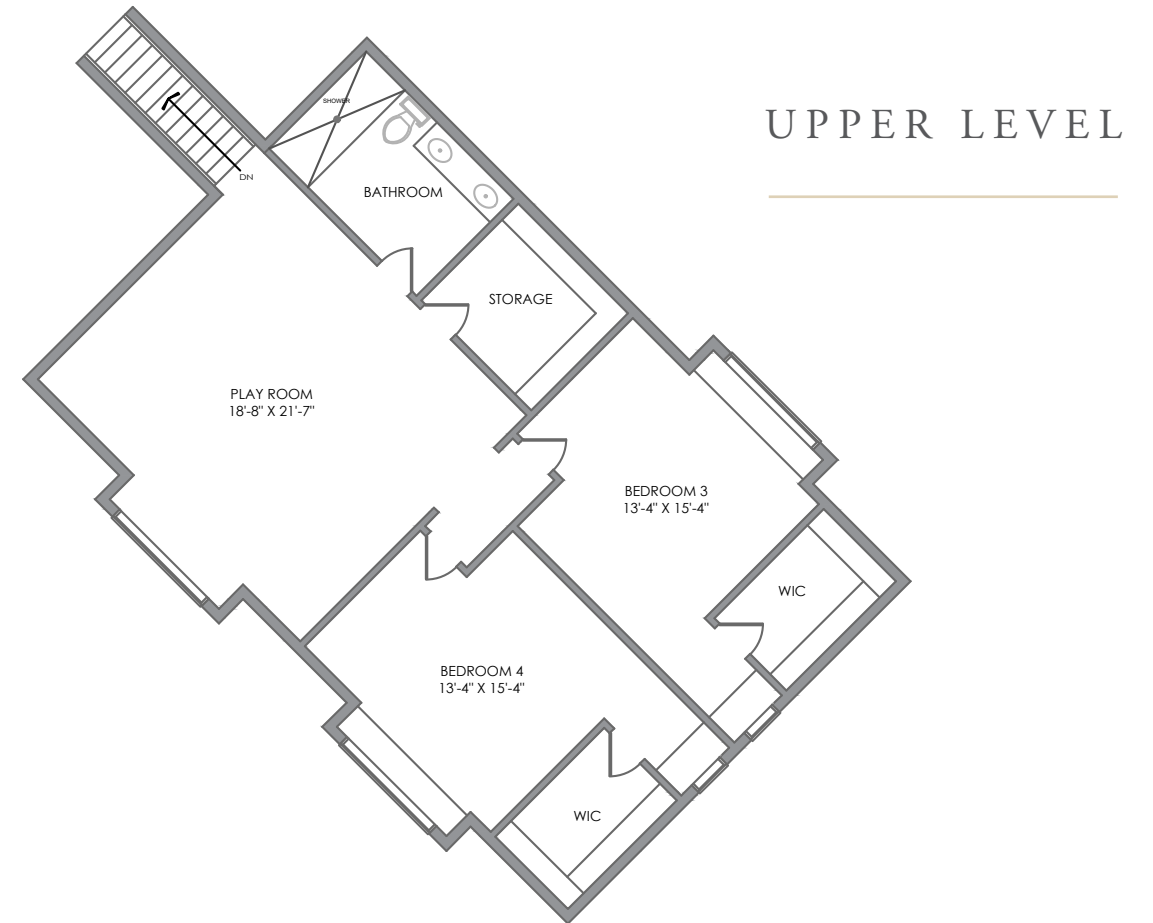 UPPER LEVEL
SHOWER
DN
BATHROOM
STORAGE
PLAY ROOM
18'-8" X 21'-7"
BEDROOM 3
13'-4" X 15'-4"
WIC
BEDROOM 4
13'-4" X 15'-4"
WIC